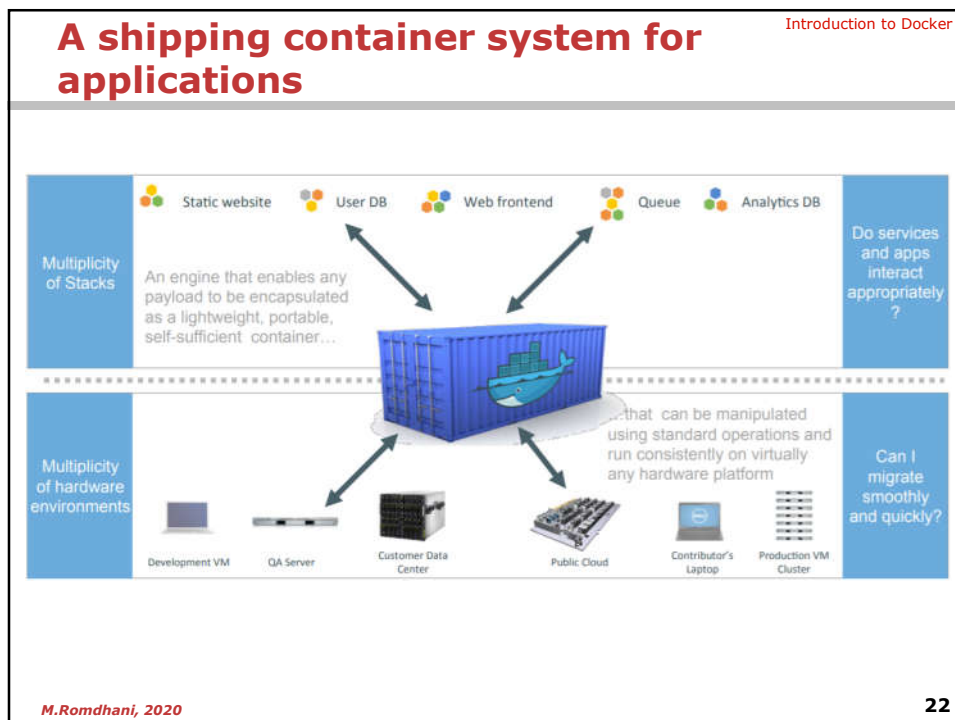 Introduction to Docker
A shipping container system for
applications
Static website
User DB
Web frontend
Queue
Analytics DB
Multiplicity
of Stacks
An engine that enables any
payload to be encapsulated
as a lightweight, portable,
self-sufficient container…
Do services
and apps
interact
appropriately
?
Multiplicity
of hardware
environments
…that can be manipulated
using standard operations and
run consistently on virtually
any hardware platform
Can I
migrate
smoothly
and quickly?
Development VM
QA Server
Customer Data
Center
Public Cloud
DELL
Contributor's
Laptop
Production VM
Cluster
M.Romdhani, 2020
22